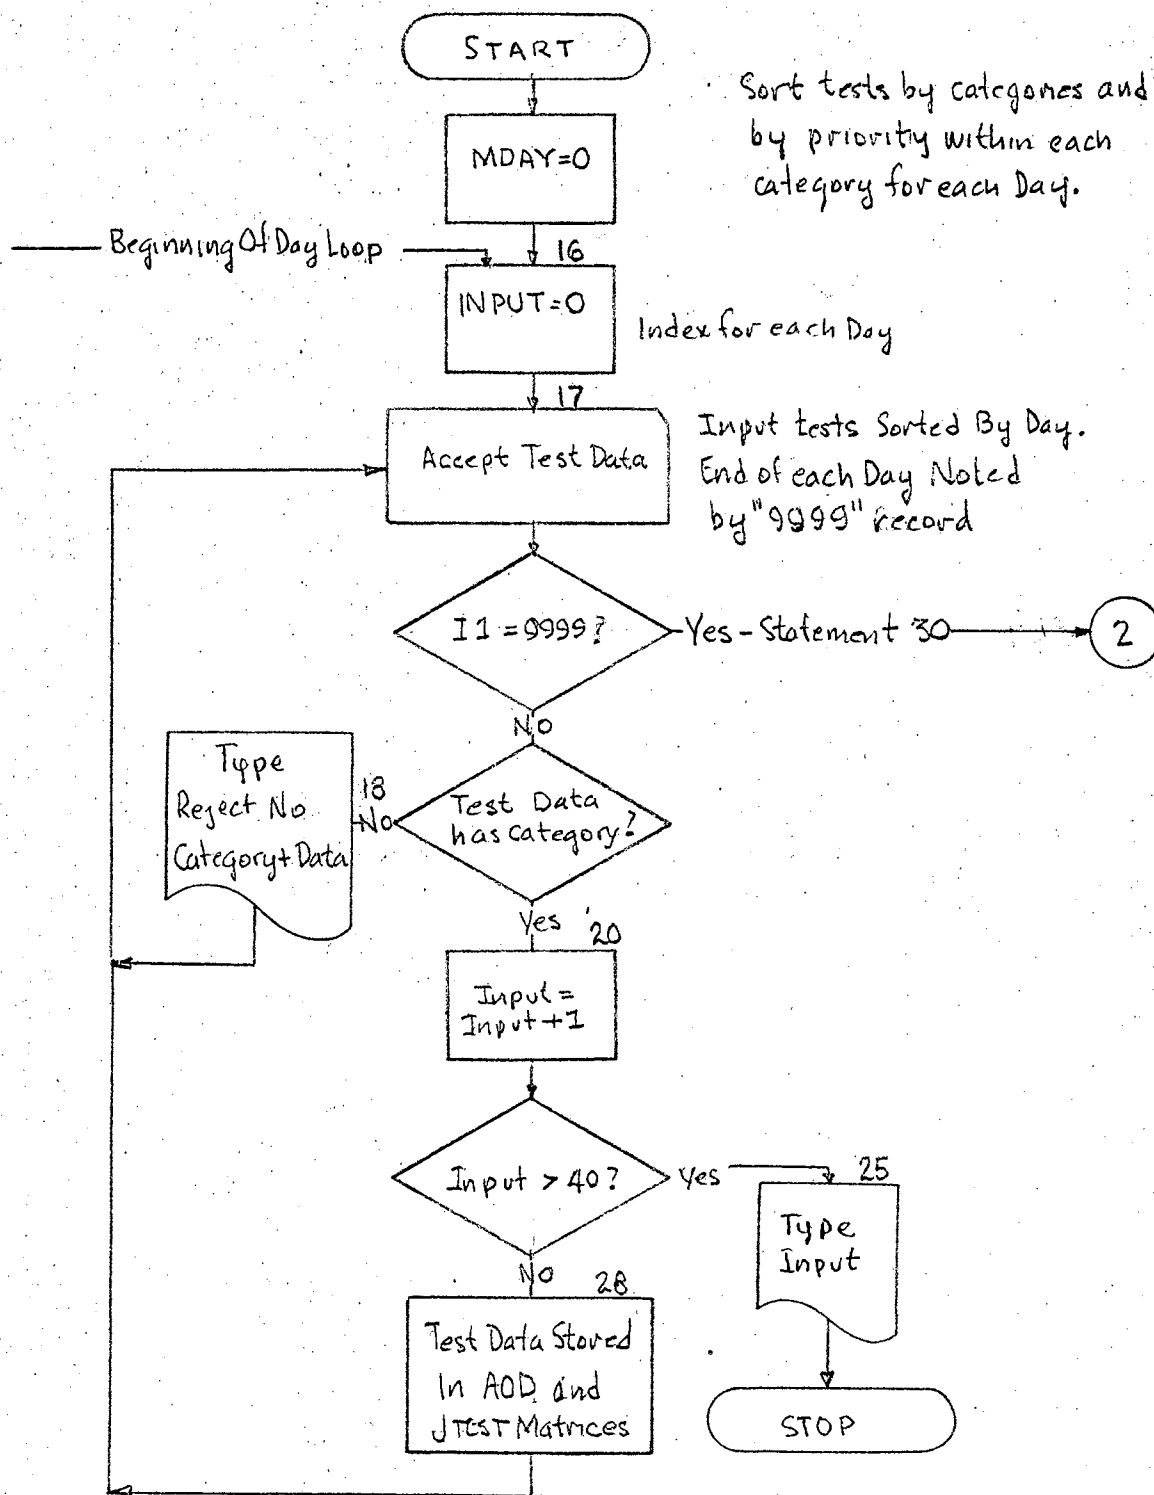 START
Sort tests by categories and
by priority within each
category for each Day.
MDAY=0
Beginning Of Day Loop
16
INPUT=0
Index for each Day
17
Accept Test Data
Input tests Sorted By Day.
End of each Day Noted
by "9999" record
I1 = 9999?
Yes - Statement 30
2
NO
Type
Reject No
Category + Data
18
No
Test Data
has Category?
Yes
20
Input =
Input +1
Input > 40?
Yes
25
Type
Input
NO
28
Test Data Stored
In AOD and
JTEST Matrices
STOP